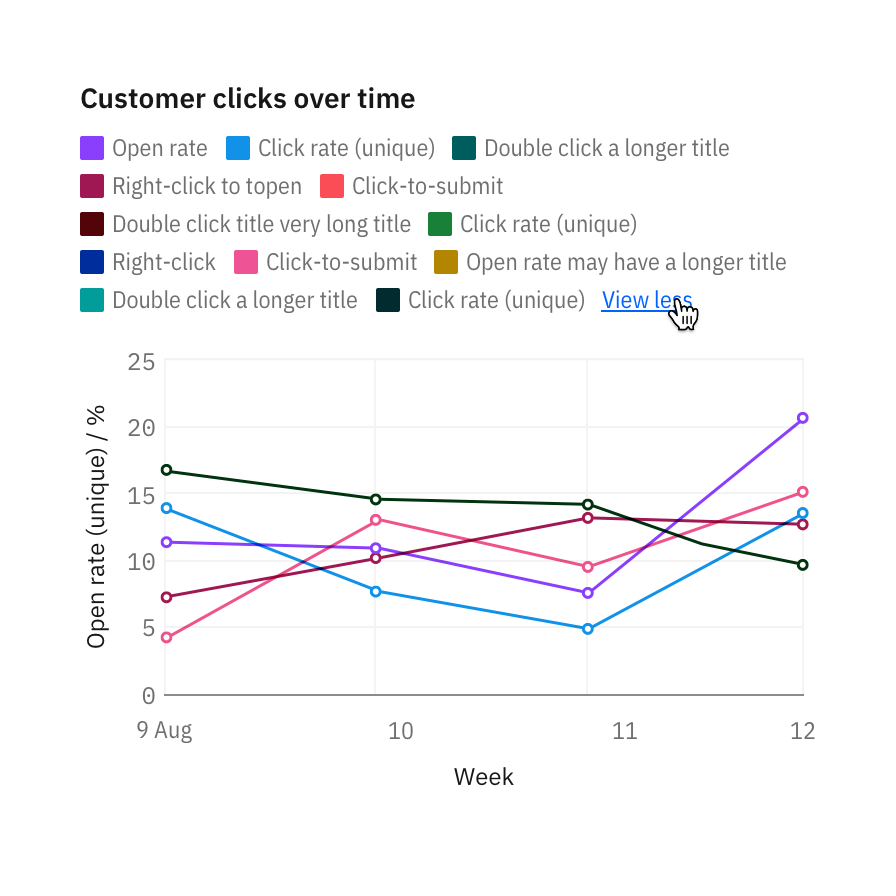 Customer clicks over time
Open rate Click rate (unique) Double click a longer title
Right-click to topen Click-to-submit
Double click title very long title Click rate (unique)
Right-click Click-to-submit Open rate may have a longer title
Double click a longer title Click rate (unique) View less
25
20
15
10
5
0
Open rate (unique) / %
9 Aug 10 11 12
Week